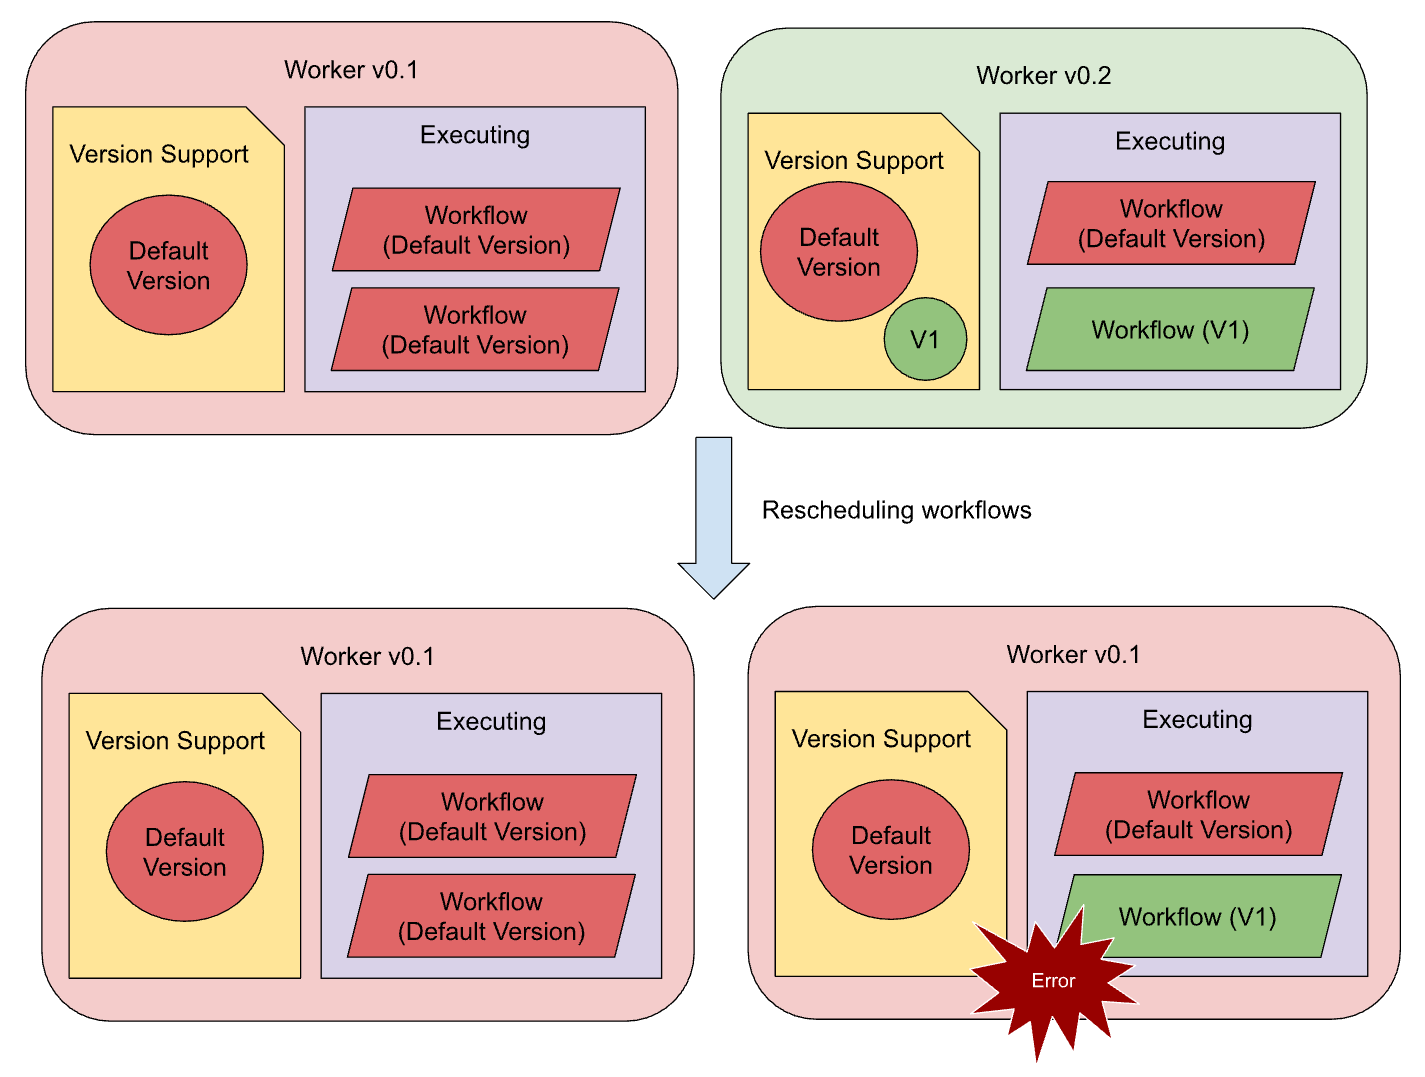 Worker v0.1
Version Support
Default
Version
Executing
Workflow
(Default Version)
Workflow
(Default Version)
Worker v0.2
Version Support
Default
Version
V1
Executing
Workflow
(Default Version)
Workflow (V1)
Rescheduling workflows
Worker v0.1
Version Support
Default
Version
Executing
Workflow
(Default Version)
Workflow
(Default Version)
Worker v0.1
Version Support
Default
Version
Executing
Workflow
(Default Version)
Workflow (V1)
Error